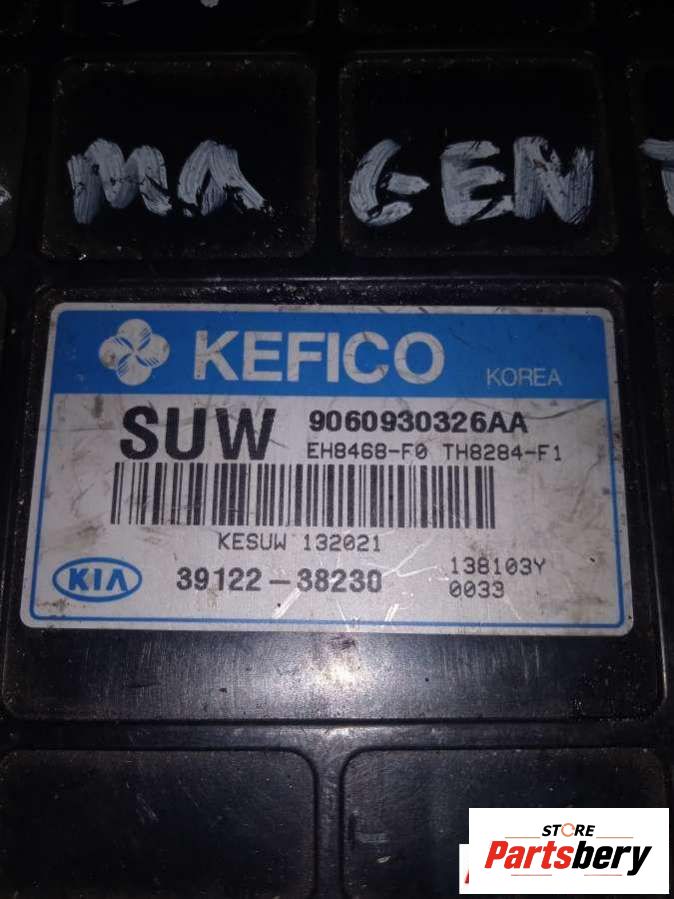 MA GEN
KEFICO KOREA
SUW 9060930326AA
EH8468-F0 TH8284-F1
KESUW 132021
KIA 39122-38230 138103Y
0033
STORE
Partsbery